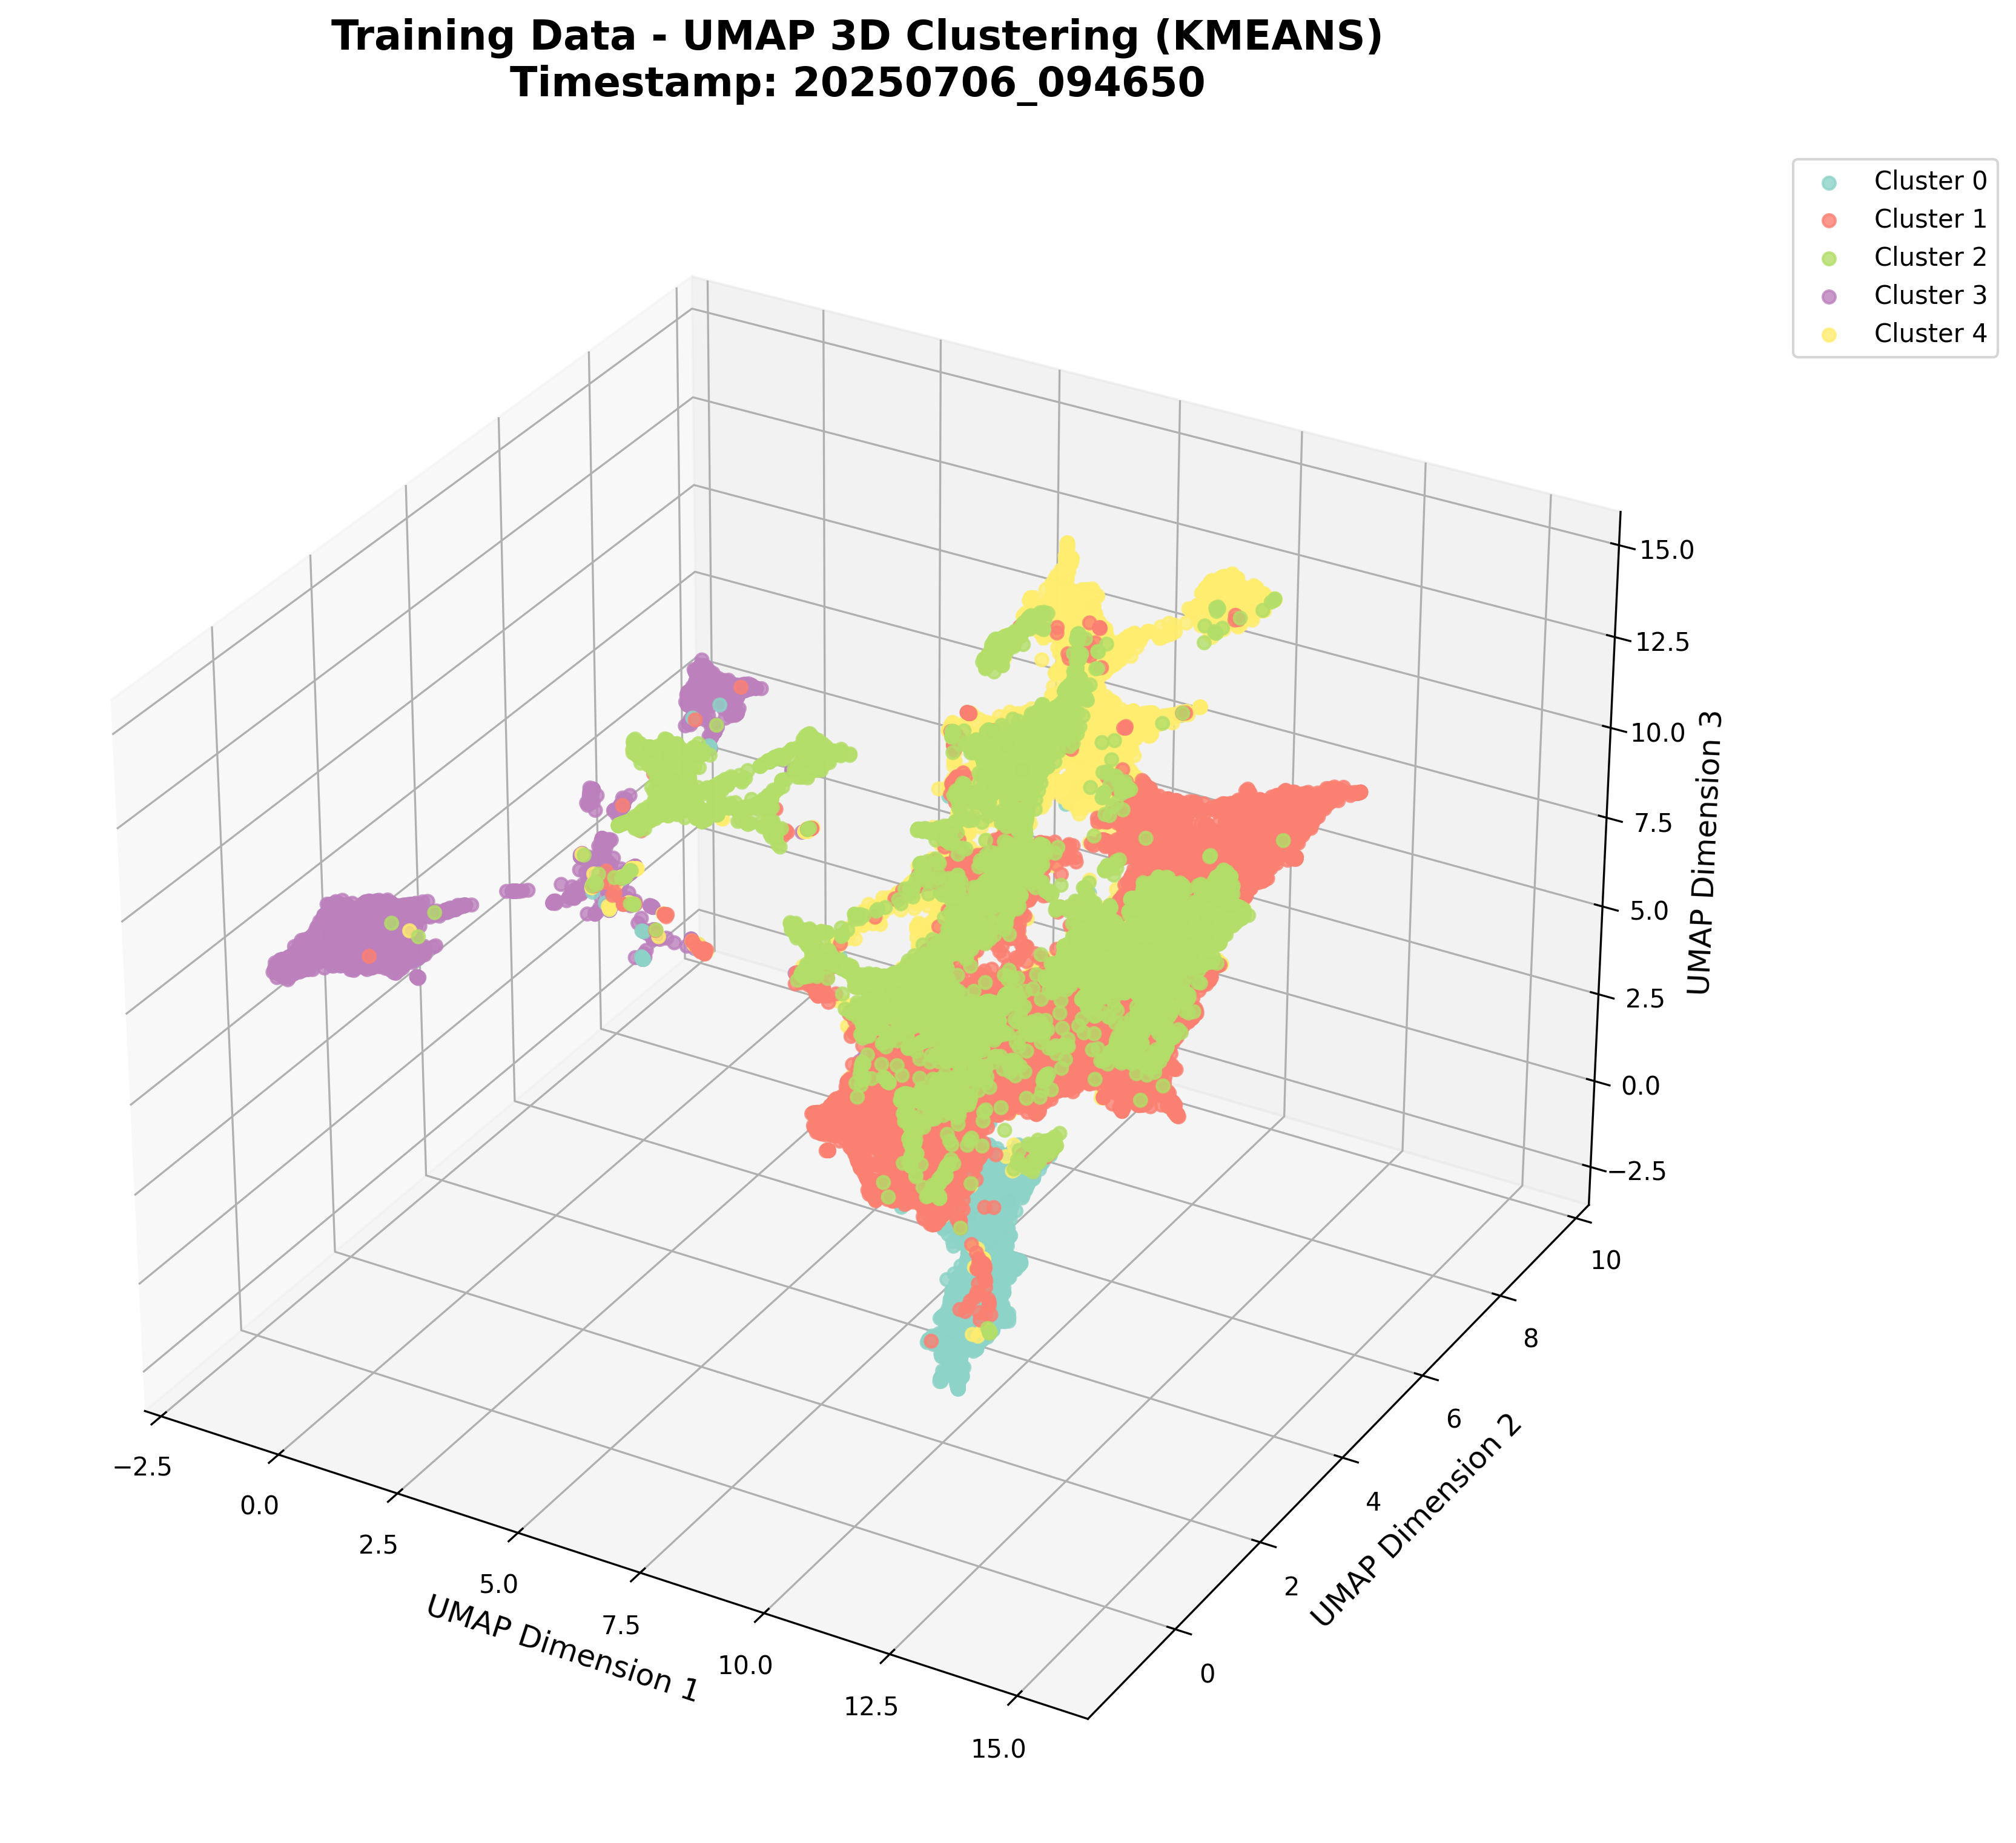 Training Data - UMAP 3D Clustering (KMEANS)
Timestamp: 20250706_094650
Cluster 0
Cluster 1
Cluster 2
Cluster 3
Cluster 4
15.0
12.5
10.0
7.5
5.0
2.5
0.0
−2.5
UMAP Dimension 3
10
8
6
4
2
0
UMAP Dimension 2
−2.5
0.0
2.5
5.0
7.5
10.0
12.5
15.0
UMAP Dimension 1